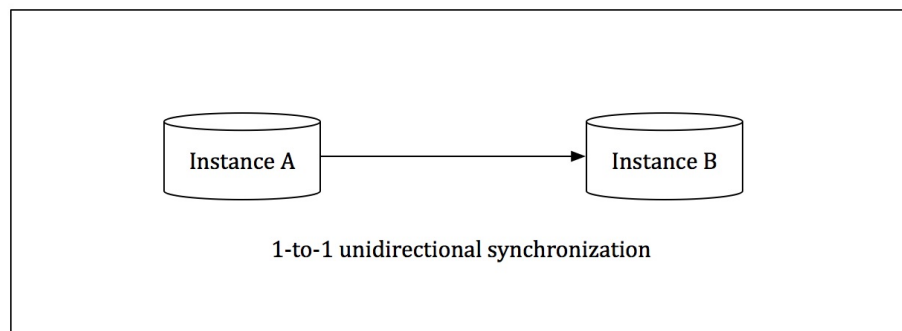 Instance A
Instance B
1-to-1 unidirectional synchronization